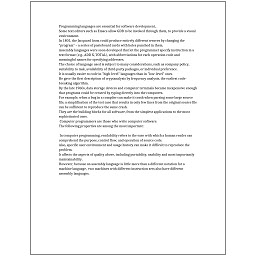 Programming languages are essential for software development.
Some text editors such as Emacs allow GDB to be invoked through them, to provide a visual
environment.
In 1801, the Jacquard loom could produce entirely different weaves by changing the
"program" – a series of pasteboard cards with holes punched in them.
Assembly languages were soon developed that let the programmer specify instruction in a
text format (e.g., ADD X, TOTAL), with abbreviations for each operation code and
meaningful names for specifying addresses.
The choice of language used is subject to many considerations, such as company policy,
suitability to task, availability of third-party packages, or individual preference.
It is usually easier to code in "high-level" languages than in "low-level" ones.
He gave the first description of cryptanalysis by frequency analysis, the earliest code-
breaking algorithm.
By the late 1960s, data storage devices and computer terminals became inexpensive enough
that programs could be created by typing directly into the computers.
For example, when a bug in a compiler can make it crash when parsing some large source
file, a simplification of the test case that results in only few lines from the original source file
can be sufficient to reproduce the same crash.
They are the building blocks for all software, from the simplest applications to the most
sophisticated ones.
Computer programmers are those who write computer software.
The following properties are among the most important:

In computer programming, readability refers to the ease with which a human reader can
comprehend the purpose, control flow, and operation of source code.
Also, specific user environment and usage history can make it difficult to reproduce the
problem.
It affects the aspects of quality above, including portability, usability and most importantly
maintainability.
However, because an assembly language is little more than a different notation for a
machine language, two machines with different instruction sets also have different
assembly languages.